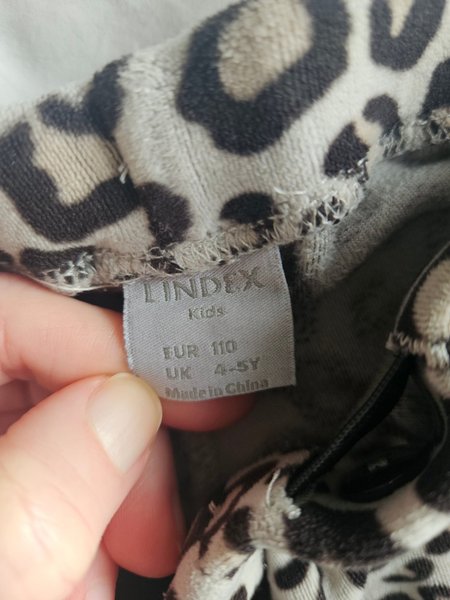 LINDEX
Kids
EUR 110
UK 4-5Y
Made in China